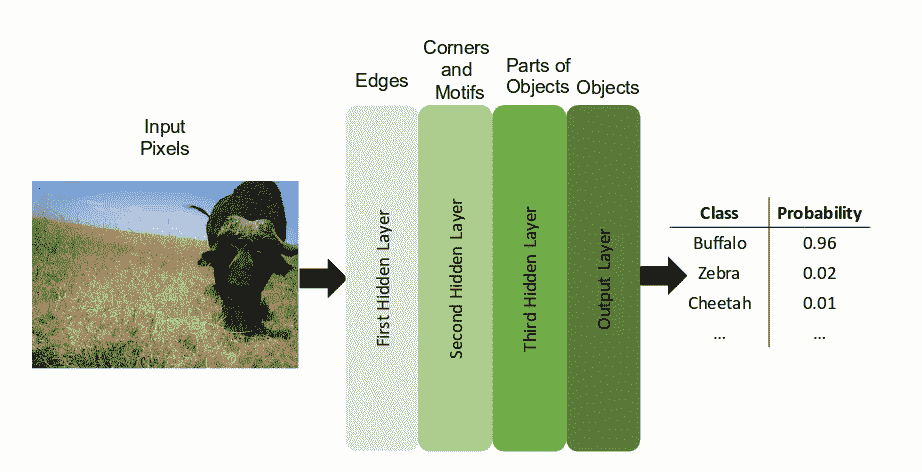 Input
Pixels
Edges
Corners
and
Motifs
Parts of
Objects
Objects
First Hidden Layer
Second Hidden Layer
Third Hidden Layer
Output Layer
Class Probability
Buffalo 0.96
Zebra 0.02
Cheetah 0.01
... ...